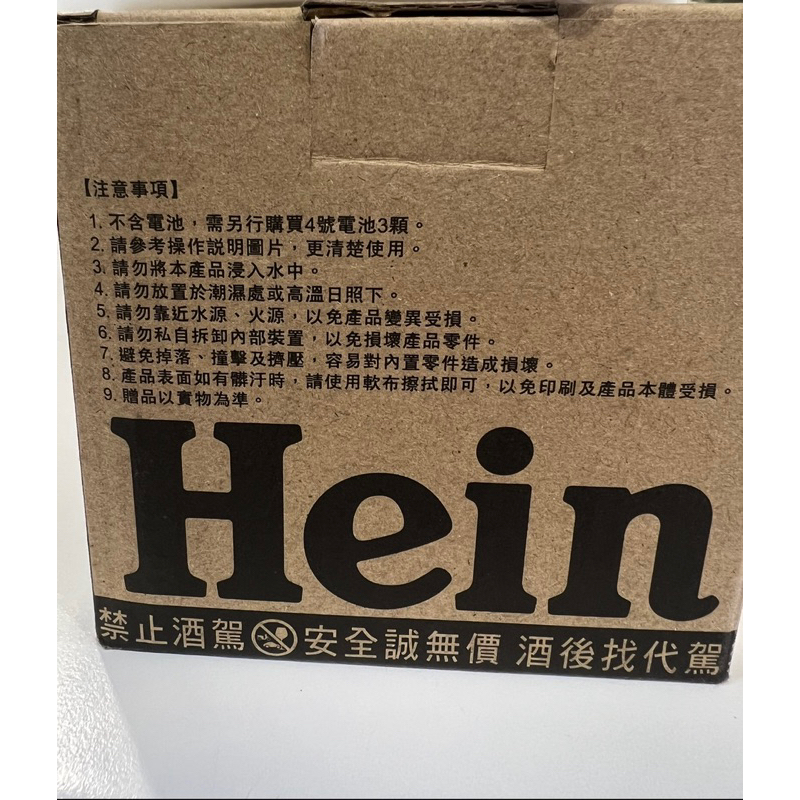 【注意事項】
1. 不含電池，需另行購買4號電池3顆。
2. 請參考操作說明圖片，更清楚使用。
3. 請勿將本產品浸入水中。
4. 請勿放置於潮濕處或高溫日照下。
5. 請勿靠近水源、火源，以免產品變異受損。
6. 請勿私自拆卸內部裝置，以免損壞產品零件。
7. 避免掉落、撞擊及擠壓，容易對內置零件造成損壞。
8. 產品表面如有髒汙時，請使用軟布擦拭即可，以免印刷及產品本體受損。
9. 贈品以實物為準。
Hein
禁止酒駕 安全誠無價 酒後找代駕